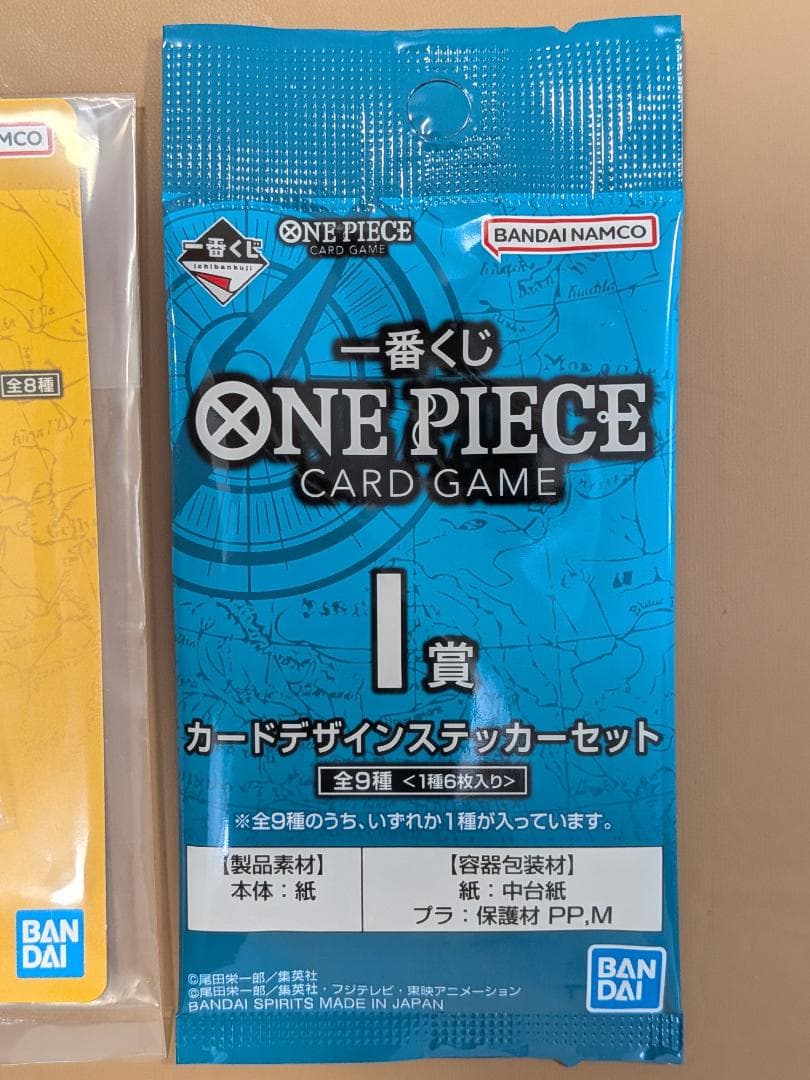 MCO
全8種
BAN
DAI
一番くじ
ichibankuji
ONE PIECE
CARD GAME
BANDAI NAMCO
一番くじ
ONE PIECE
CARD GAME
I賞
カードデザインステッカーセット
全9種 <1種6枚入り>
※全9種のうち、いずれか1種が入っています。
【製品素材】
本体:紙
【容器包装材】
紙:中台紙
プラ:保護材 PP,M
©尾田栄一郎/集英社
©尾田栄一郎/集英社・フジテレビ・東映アニメーション
BANDAI SPIRITS MADE IN JAPAN
BAN
DAI